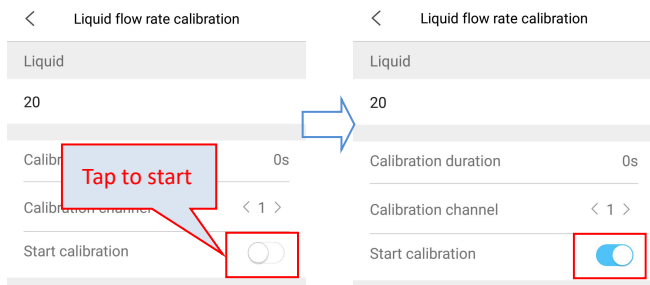 Liquid flow rate calibration
Liquid
20
Calibr 0s
Tap to start
Calibration channel < 1 >
Start calibration
Liquid flow rate calibration
Liquid
20
Calibration duration 0s
Calibration channel < 1 >
Start calibration